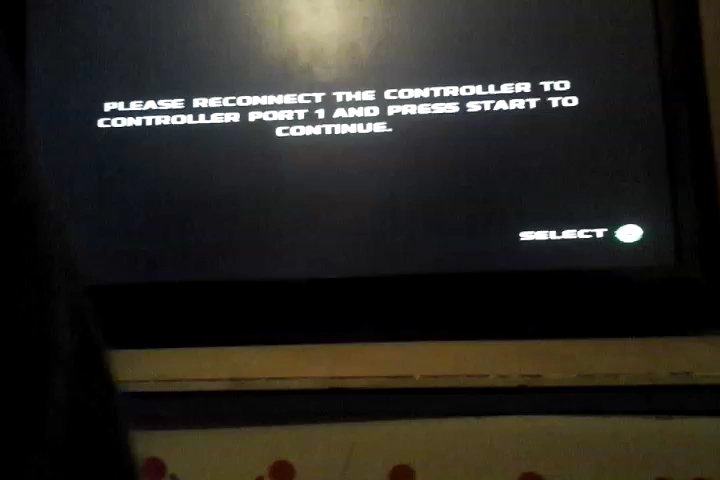 PLEASE RECONNECT THE CONTROLLER TO
CONTROLLER PORT 1 AND PRESS START TO
CONTINUE.
SELECT